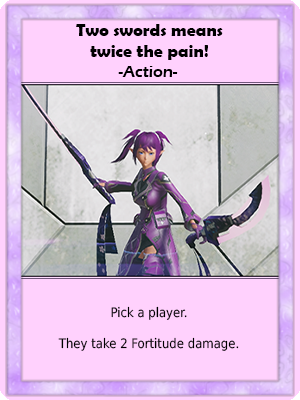 Two swords means
twice the pain!
-Action-
Pick a player.
They take 2 Fortitude damage.